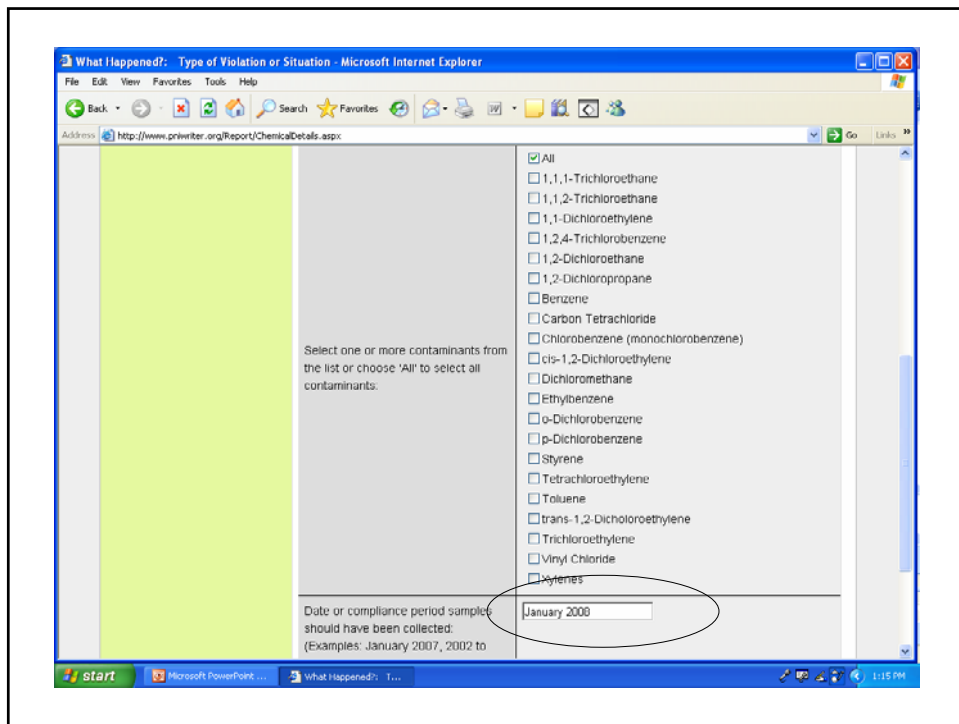 What Happened?: Type of Violation or Situation - Microsoft Internet Explorer
File Edit View Favorites Tools Help
Back Search Favorites
Address http://www.pniwriter.org/Report/ChemicalDetails.aspx Go Links »
All
1,1,1-Trichloroethane
1,1,2-Trichloroethane
1,1-Dichloroethylene
1,2,4-Trichlorobenzene
1,2-Dichloroethane
1,2-Dichloropropane
Benzene
Carbon Tetrachloride
Chlorobenzene (monochlorobenzene)
cis-1,2-Dichloroethylene
Dichloromethane
Ethylbenzene
o-Dichlorobenzene
p-Dichlorobenzene
Styrene
Tetrachloroethylene
Toluene
trans-1,2-Dicholoroethylene
Trichloroethylene
Vinyl Chloride
Xylenes
Select one or more contaminants from
the list or choose 'All' to select all
contaminants:
Date or compliance period samples
should have been collected:
(Examples: January 2007, 2002 to
January 2008
start Microsoft PowerPoint ... What Happened?: T... 1:15 PM